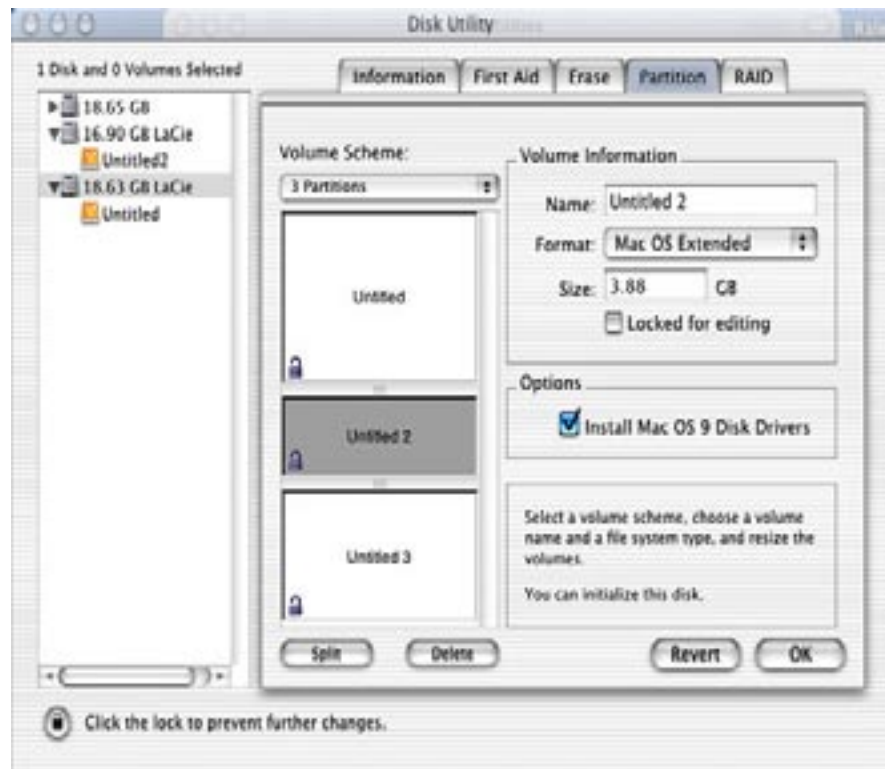 Disk Utility
1 Disk and 0 Volumes Selected
18.65 GB
16.90 GB LaCie
Untitled2
18.63 GB LaCie
Untitled
Information
First Aid
Erase
Partition
RAID
Volume Scheme:
3 Partitions
Untitled
Untitled 2
Untitled 3
Split
Delete
Volume Information
Name: Untitled 2
Format: Mac OS Extended
Size: 3.88 GB
Locked for editing
Options
Install Mac OS 9 Disk Drivers
Select a volume scheme, choose a volume
name and a file system type, and resize the
volumes.
You can initialize this disk.
Revert
OK
Click the lock to prevent further changes.